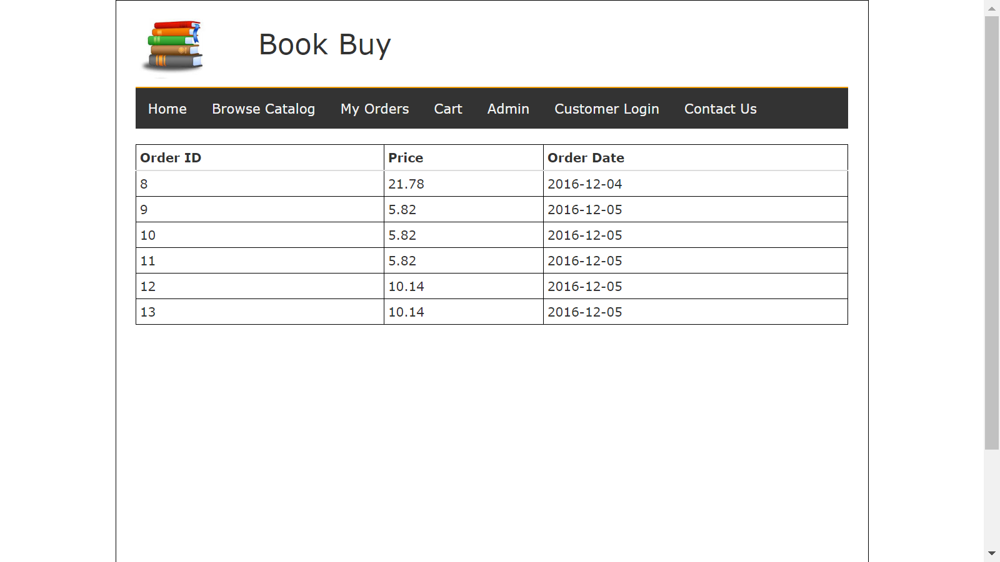 Book Buy
Home Browse Catalog My Orders Cart Admin Customer Login Contact Us
Order ID Price Order Date
8 21.78 2016-12-04
9 5.82 2016-12-05
10 5.82 2016-12-05
11 5.82 2016-12-05
12 10.14 2016-12-05
13 10.14 2016-12-05